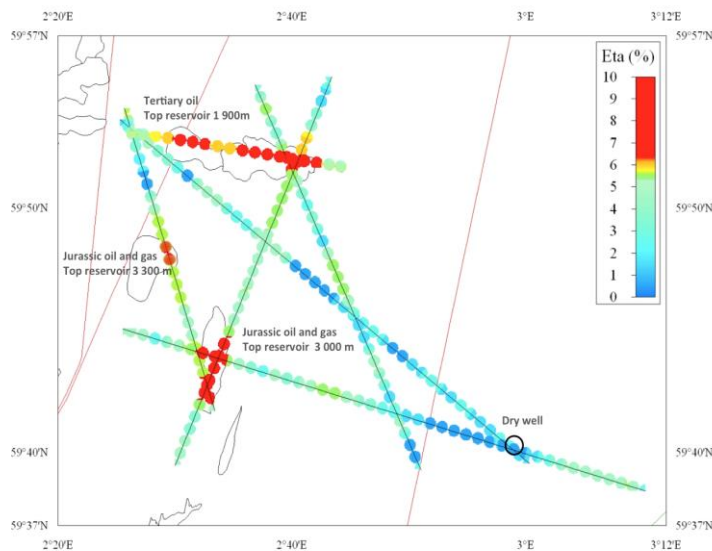 2°20'E 2°40'E 3°E 3°12'E
59°57'N 59°57'N
Eta (%)
10
9
8
7
6
5
4
3
2
1
0
Tertiary oil
Top reservoir 1 900m
59°50'N 59°50'N
Jurassic oil and gas
Top reservoir 3 300 m
Jurassic oil and gas
Top reservoir 3 000 m
Dry well
59°40'N 59°40'N
59°37'N 59°37'N
2°20'E 2°40'E 3°E 3°12'E